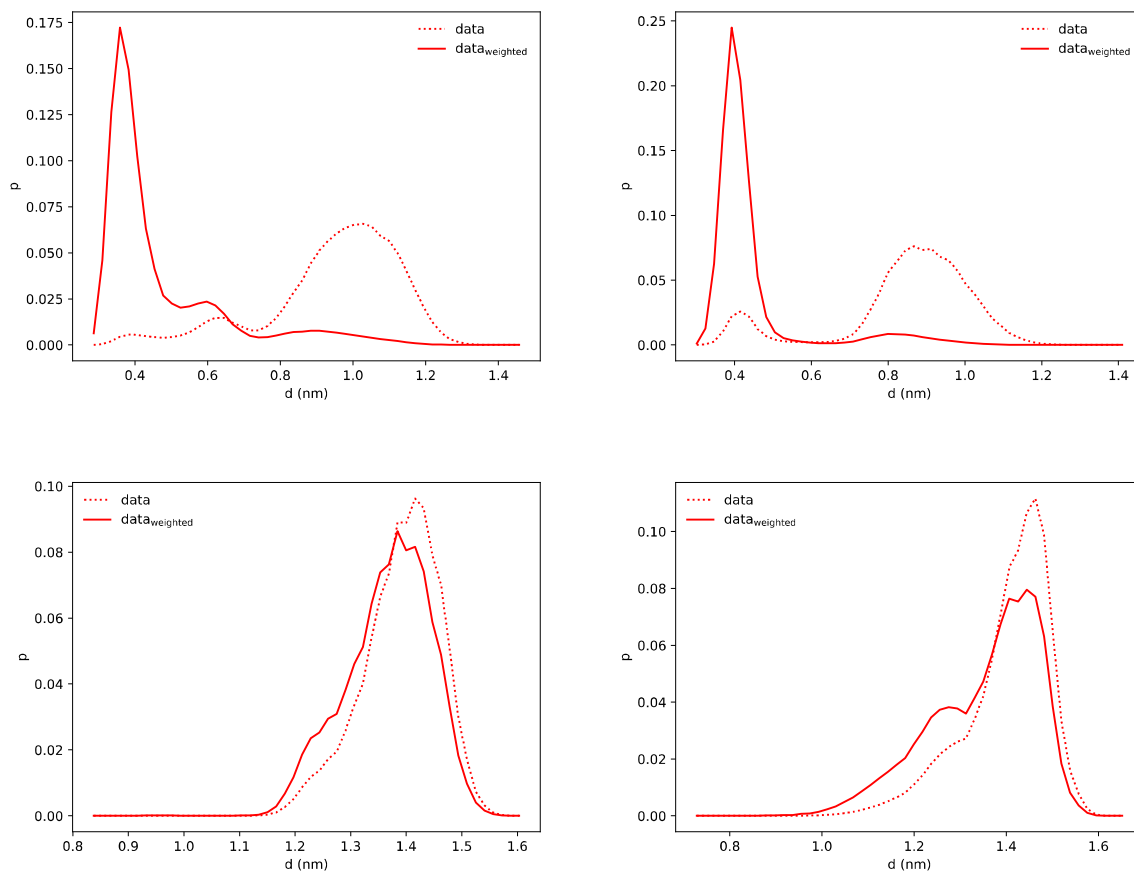 0.175
0.150
0.125
0.100
0.075
0.050
0.025
0.000
p
0.4 0.6 0.8 1.0 1.2 1.4
d (nm)
data
dataweighted
0.25
0.20
0.15
0.10
0.05
0.00
p
0.4 0.6 0.8 1.0 1.2 1.4
d (nm)
data
dataweighted
0.10
0.08
0.06
0.04
0.02
0.00
p
0.8 0.9 1.0 1.1 1.2 1.3 1.4 1.5 1.6
d (nm)
data
dataweighted
0.10
0.08
0.06
0.04
0.02
0.00
p
0.8 1.0 1.2 1.4 1.6
d (nm)
data
dataweighted